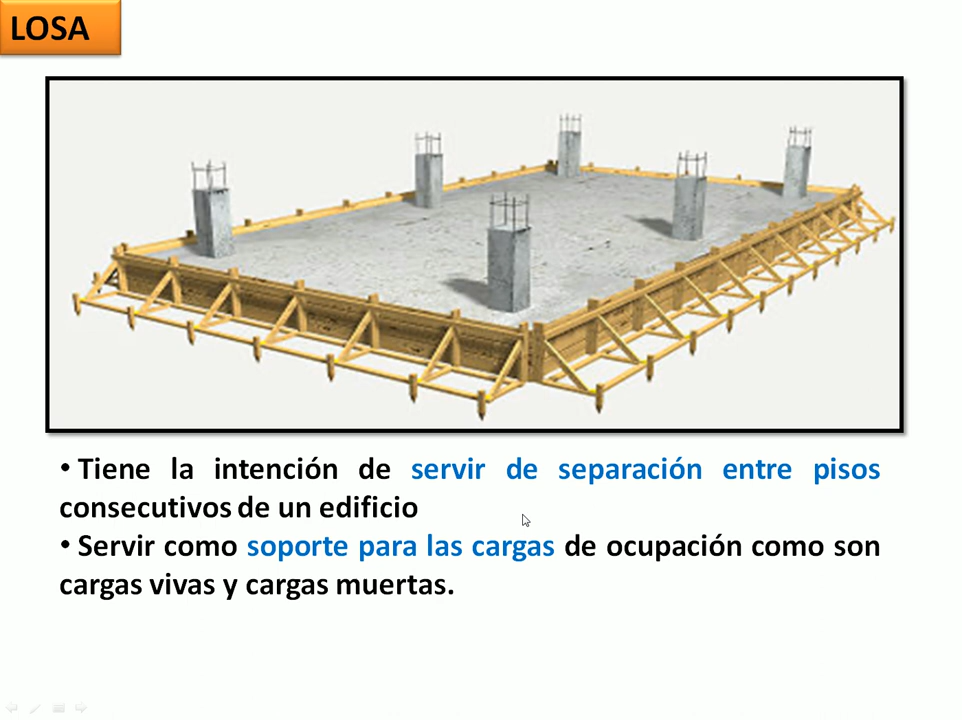 LOSA
• Tiene la intención de servir de separación entre pisos
consecutivos de un edificio
• Servir como soporte para las cargas de ocupación como son
cargas vivas y cargas muertas.